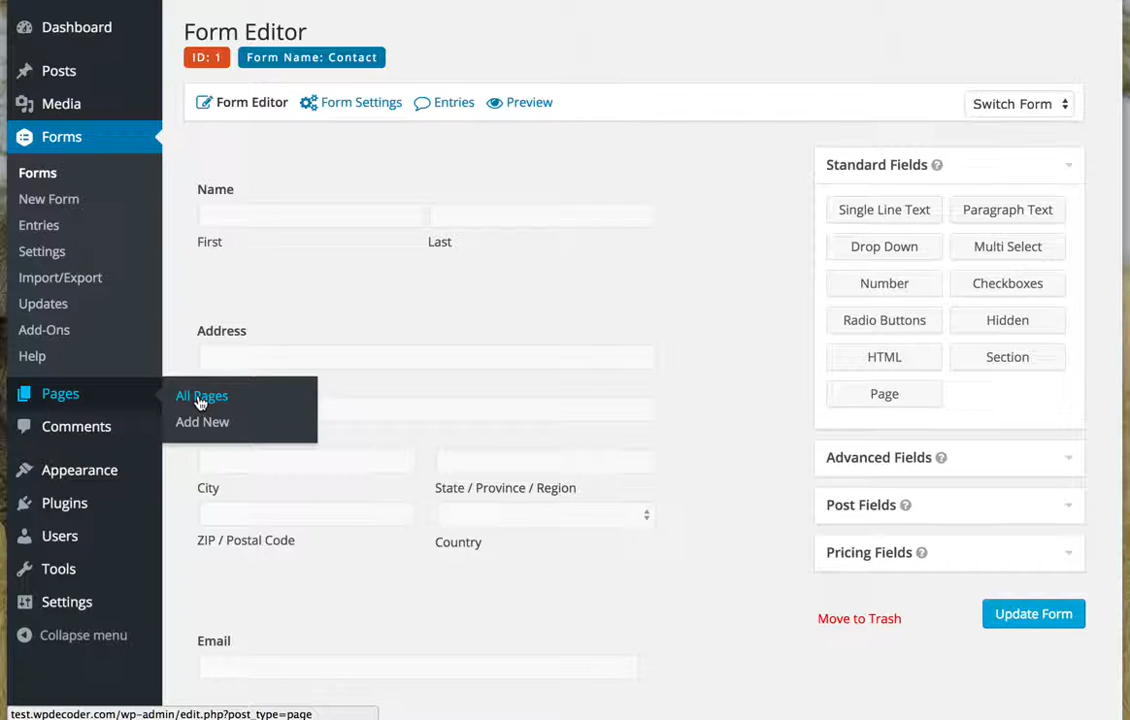 Dashboard
Posts
Media
Forms
Forms
New Form
Entries
Settings
Import/Export
Updates
Add-Ons
Help
Pages
All Pages
Add New
Comments
Appearance
Plugins
Users
Tools
Settings
Collapse menu
Form Editor
ID: 1 Form Name: Contact
Form Editor Form Settings Entries Preview Switch Form
Name
First Last
Address
City State / Province / Region
ZIP / Postal Code Country
Email
Standard Fields ?
Single Line Text Paragraph Text
Drop Down Multi Select
Number Checkboxes
Radio Buttons Hidden
HTML Section
Page
Advanced Fields ?
Post Fields ?
Pricing Fields ?
Move to Trash Update Form
test.wpdecoder.com/wp-admin/edit.php?post_type=page